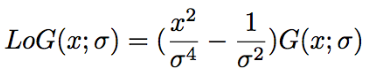 LoG(x; σ) = (x²/σ⁴ − 1/σ²)G(x; σ)